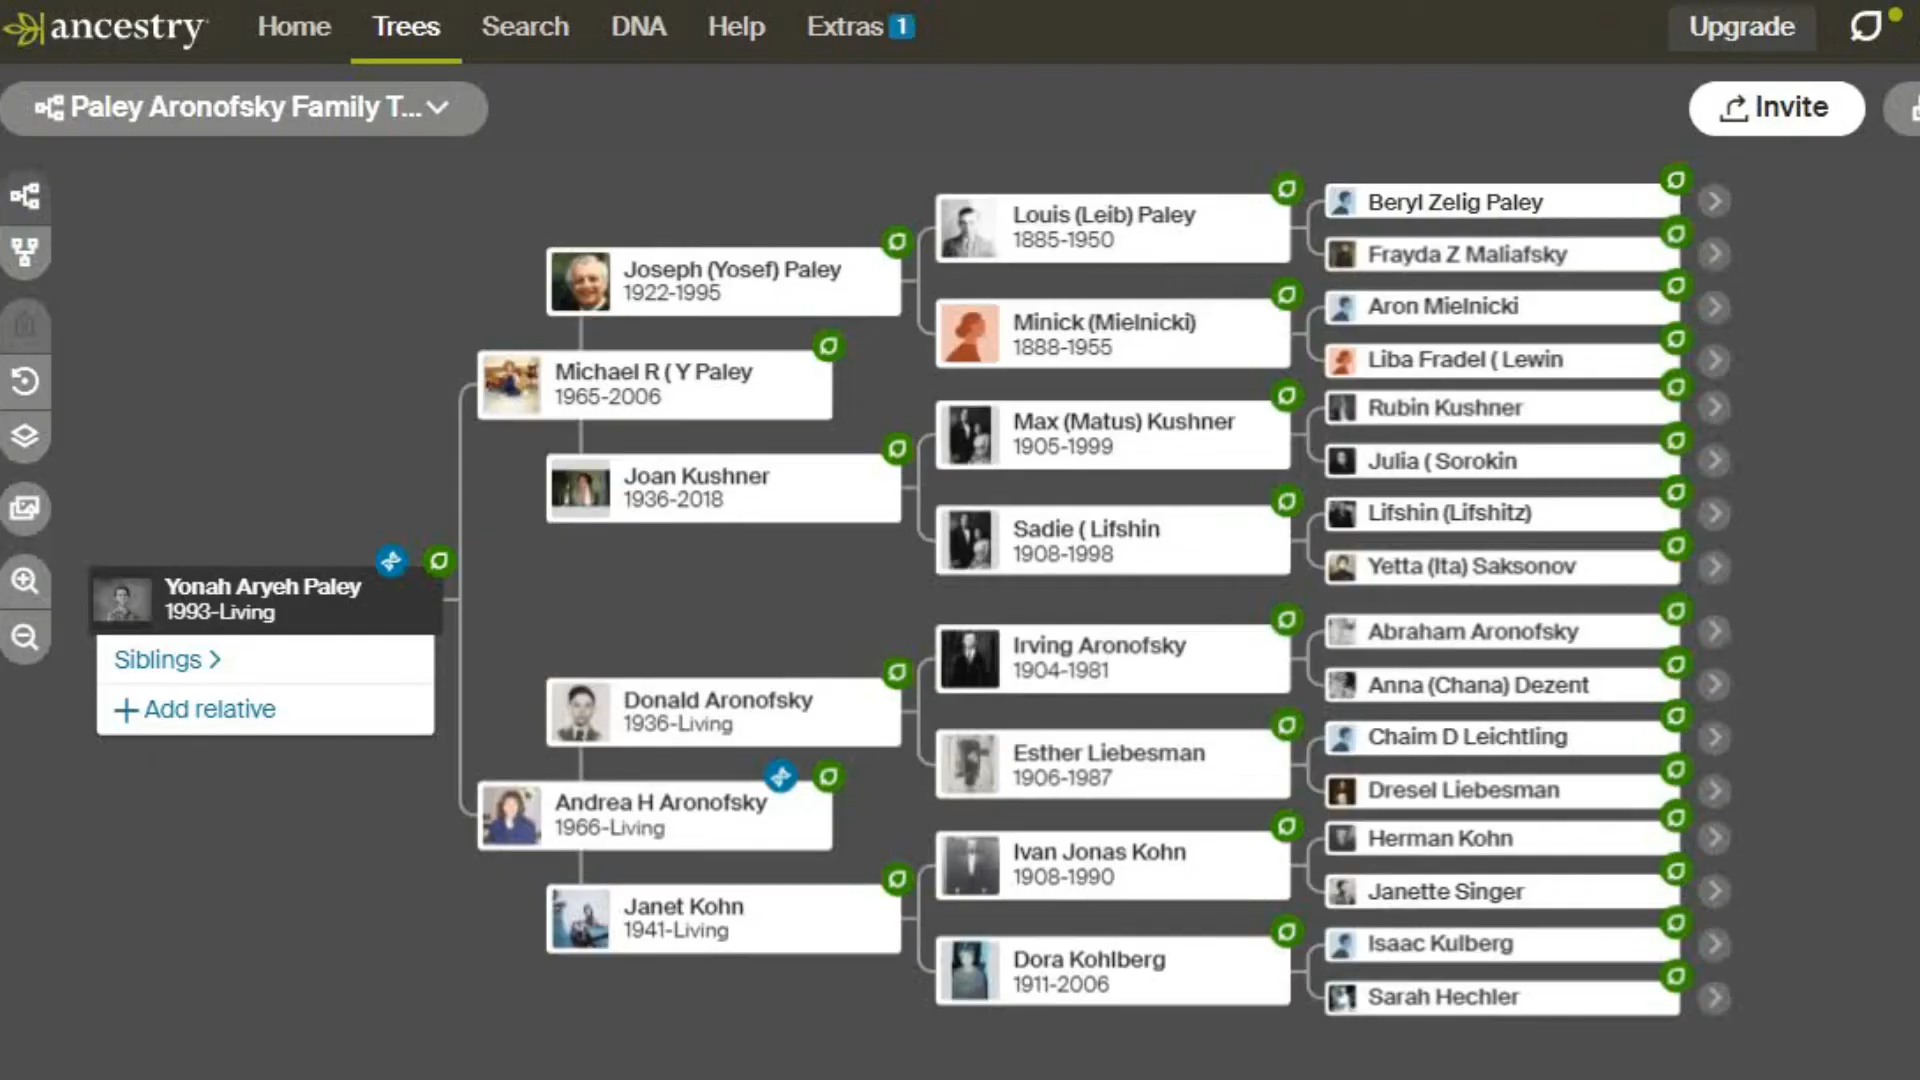 ancestry
Home
Trees
Search
DNA
Help
Extras 1
Upgrade
Paley Aronofsky Family T...
Invite
Yonah Aryeh Paley
1993-Living
Siblings
Add relative
Michael R ( Y Paley
1965-2006
Andrea H Aronofsky
1966-Living
Joseph (Yosef) Paley
1922-1995
Joan Kushner
1936-2018
Donald Aronofsky
1936-Living
Janet Kohn
1941-Living
Louis (Leib) Paley
1885-1950
Minick (Mielnicki)
1888-1955
Max (Matus) Kushner
1905-1999
Sadie ( Lifshin
1908-1998
Irving Aronofsky
1904-1981
Esther Liebesman
1906-1987
Ivan Jonas Kohn
1908-1990
Dora Kohlberg
1911-2006
Beryl Zelig Paley
Frayda Z Maliafsky
Aron Mielnicki
Liba Fradel ( Lewin
Rubin Kushner
Julia ( Sorokin
Lifshin (Lifshitz)
Yetta (Ita) Saksonov
Abraham Aronofsky
Anna (Chana) Dezent
Chaim D Leichtling
Dresel Liebesman
Herman Kohn
Janette Singer
Isaac Kulberg
Sarah Hechler